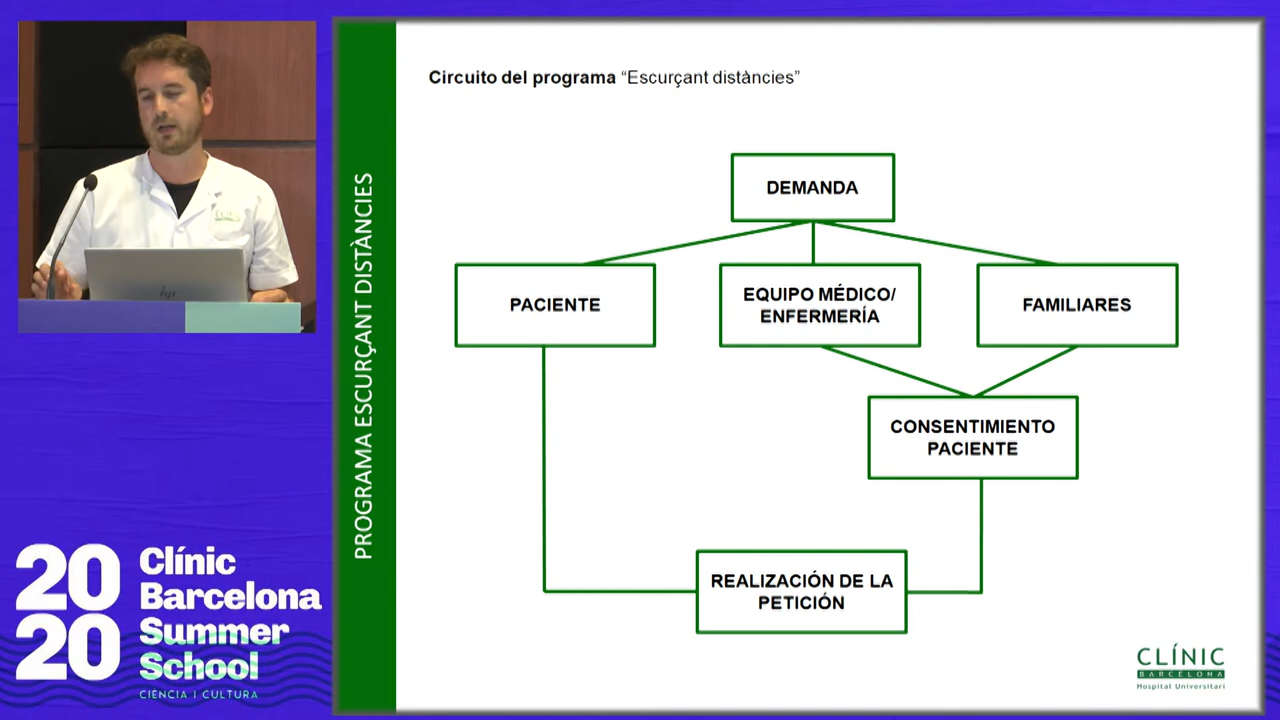 Circuito del programa “Escurçant distàncies”
PROGRAMA ESCURÇANT DISTÀNCIES
DEMANDA
PACIENTE
EQUIPO MÉDICO/
ENFERMERÍA
FAMILIARES
CONSENTIMIENTO
PACIENTE
REALIZACIÓN DE LA
PETICIÓN
CLÍNIC
BARCELONA
Hospital Universitari
20
20
Clínic
Barcelona
Summer
School
CIÈNCIA I CULTURA
hp